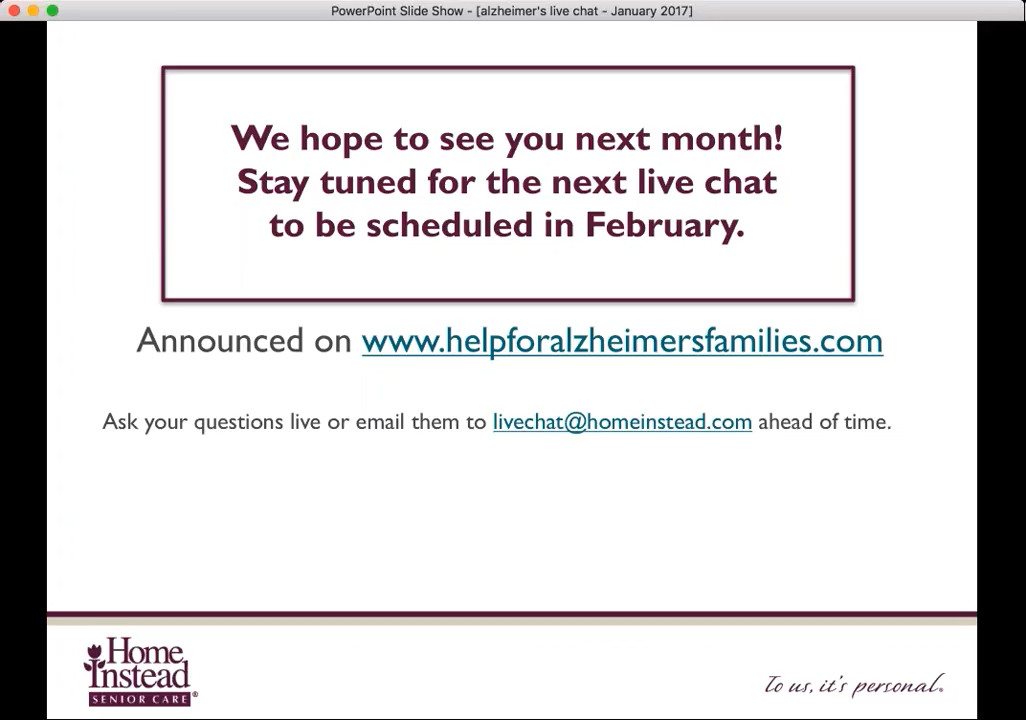 PowerPoint Slide Show - [alzheimer's live chat - January 2017]
We hope to see you next month!
Stay tuned for the next live chat
to be scheduled in February.
Announced on www.helpforalzheimersfamilies.com
Ask your questions live or email them to livechat@homeinstead.com ahead of time.
Home
Instead
SENIOR CARE®
To us, it's personal.